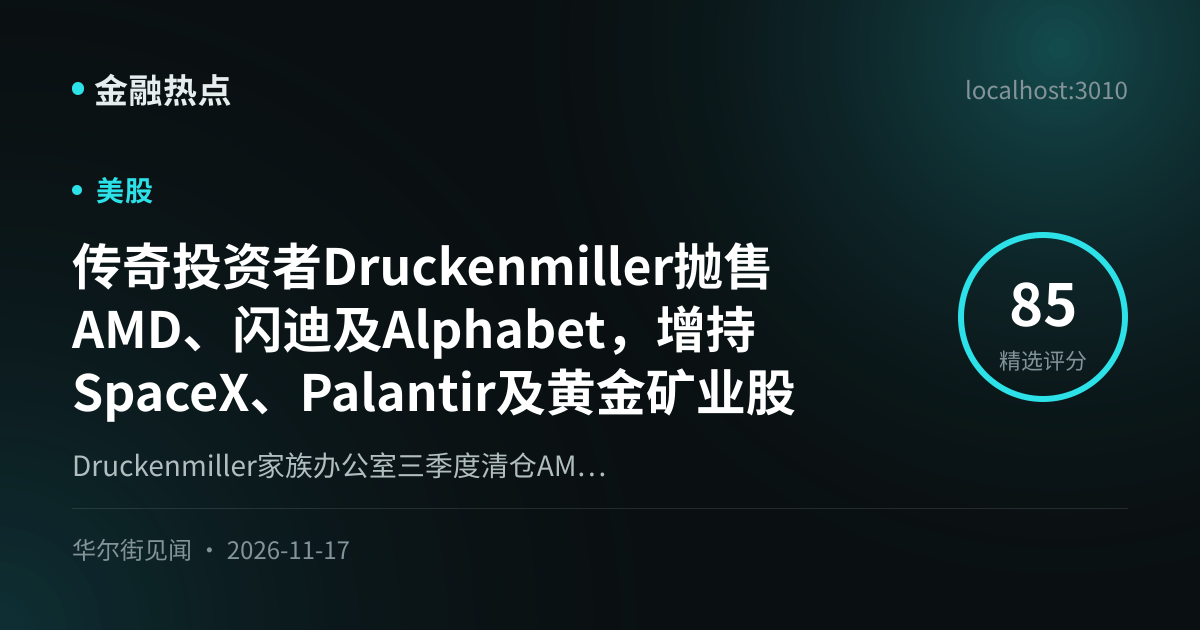 金融热点
localhost:3010
美股
传奇投资者Druckenmiller抛售
AMD、闪迪及Alphabet，增持
SpaceX、Palantir及黄金矿业股
85
精选评分
Druckenmiller家族办公室三季度清仓AM…
华尔街见闻 · 2026-11-17